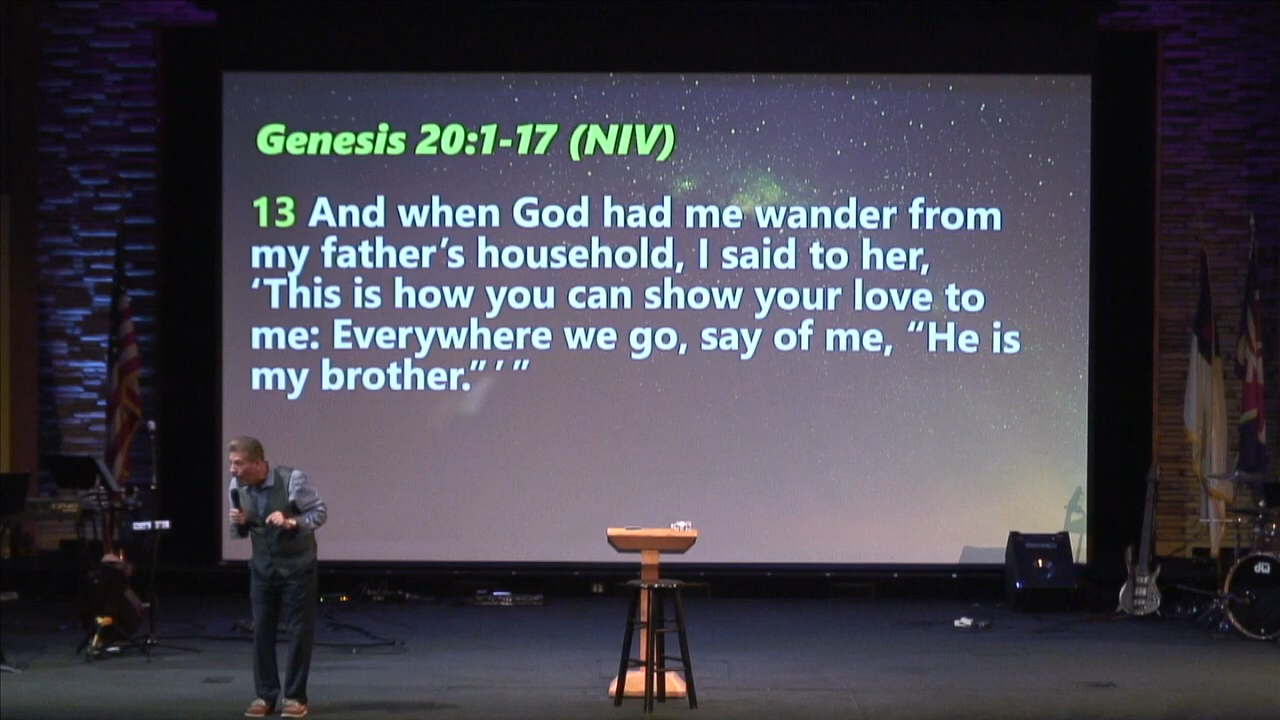 Genesis 20:1-17 (NIV)
13 And when God had me wander from
my father’s household, I said to her,
‘This is how you can show your love to
me: Everywhere we go, say of me, “He is
my brother.” ’ ”
dw